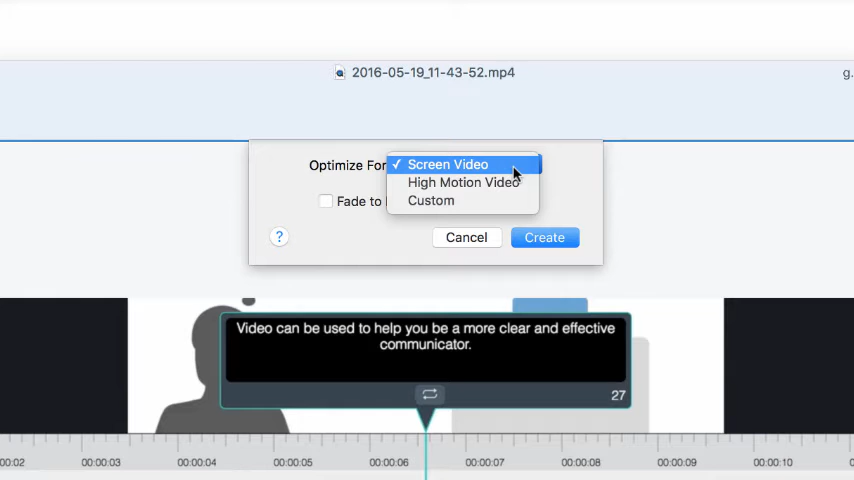 2016-05-19_11-43-52.mp4
g.
Optimize For
✓ Screen Video
High Motion Video
Custom
Fade to
?
Cancel
Create
Video can be used to help you be a more clear and effective
communicator.
27
00:00:02 00:00:03 00:00:04 00:00:05 00:00:06 00:00:07 00:00:08 00:00:09 00:00:10